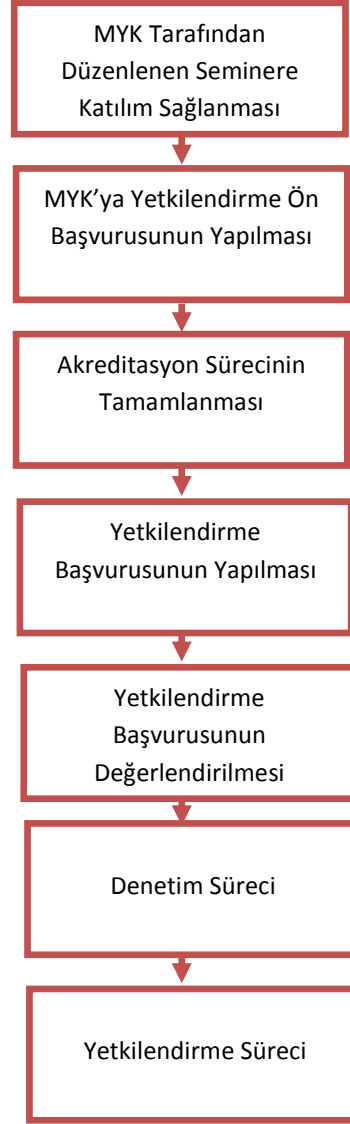 MYK Tarafından
Düzenlenen Seminere
Katılım Sağlanması
MYK’ya Yetkilendirme Ön
Başvurusunun Yapılması
Akreditasyon Sürecinin
Tamamlanması
Yetkilendirme
Başvurusunun Yapılması
Yetkilendirme
Başvurusunun
Değerlendirilmesi
Denetim Süreci
Yetkilendirme Süreci